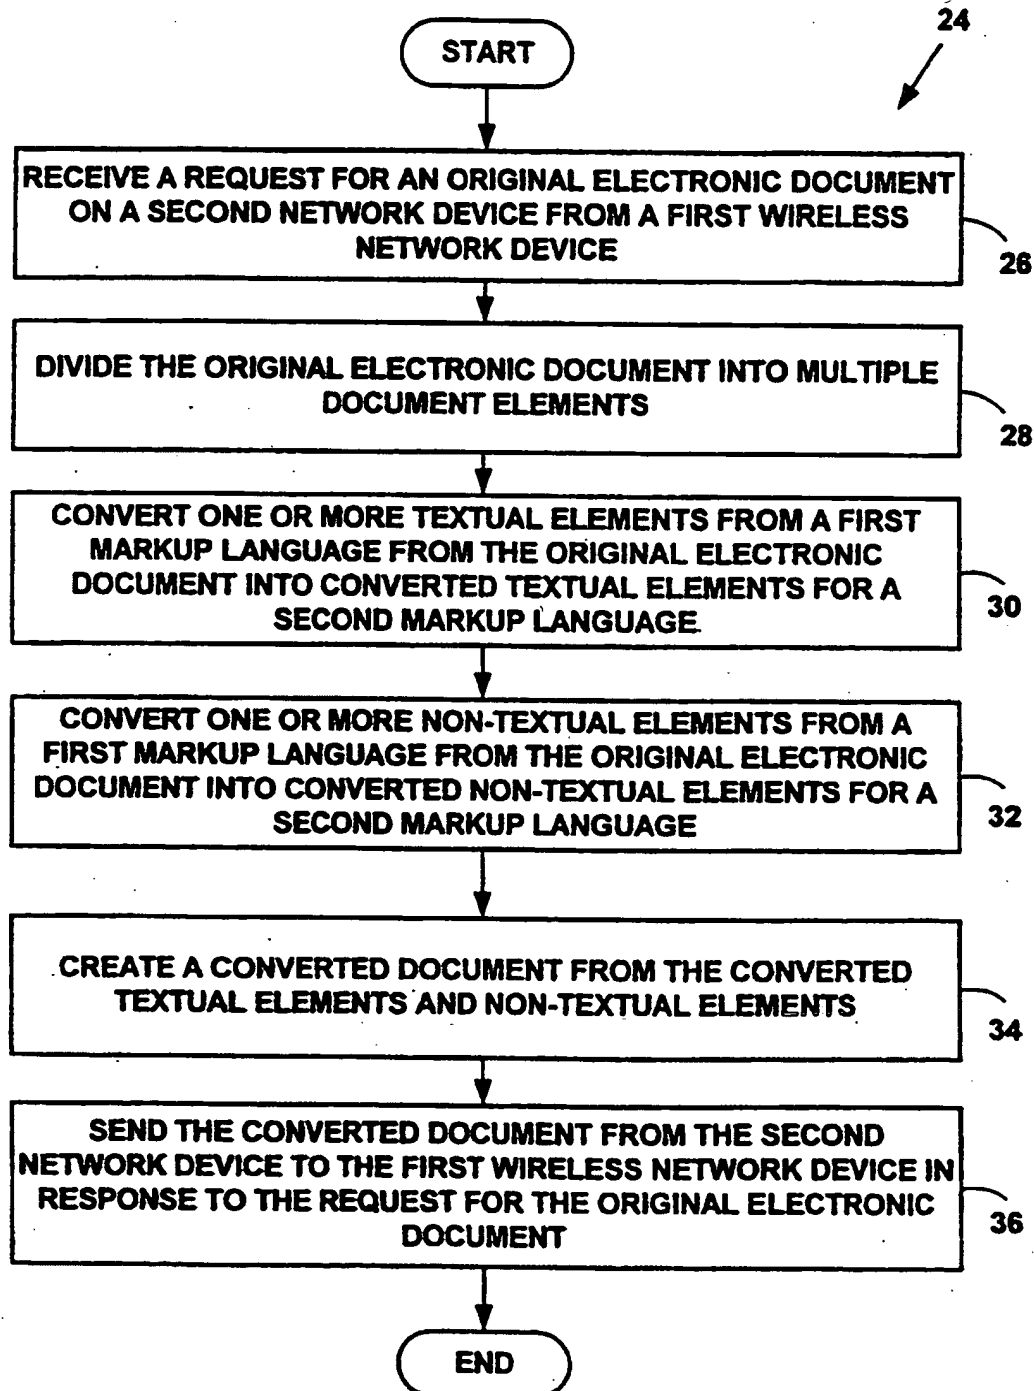 24
START
RECEIVE A REQUEST FOR AN ORIGINAL ELECTRONIC DOCUMENT
ON A SECOND NETWORK DEVICE FROM A FIRST WIRELESS
NETWORK DEVICE
26
DIVIDE THE ORIGINAL ELECTRONIC DOCUMENT INTO MULTIPLE
DOCUMENT ELEMENTS
28
CONVERT ONE OR MORE TEXTUAL ELEMENTS FROM A FIRST
MARKUP LANGUAGE FROM THE ORIGINAL ELECTRONIC
DOCUMENT INTO CONVERTED TEXTUAL ELEMENTS FOR A
SECOND MARKUP LANGUAGE
30
CONVERT ONE OR MORE NON-TEXTUAL ELEMENTS FROM A
FIRST MARKUP LANGUAGE FROM THE ORIGINAL ELECTRONIC
DOCUMENT INTO CONVERTED NON-TEXTUAL ELEMENTS FOR A
SECOND MARKUP LANGUAGE
32
CREATE A CONVERTED DOCUMENT FROM THE CONVERTED
TEXTUAL ELEMENTS AND NON-TEXTUAL ELEMENTS
34
SEND THE CONVERTED DOCUMENT FROM THE SECOND
NETWORK DEVICE TO THE FIRST WIRELESS NETWORK DEVICE IN
RESPONSE TO THE REQUEST FOR THE ORIGINAL ELECTRONIC
DOCUMENT
36
END